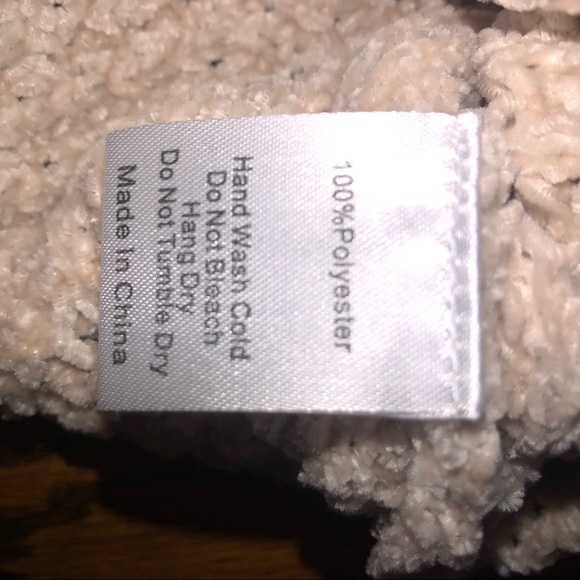 100%Polyester
Hand Wash Cold
Do Not Bleach
Hang Dry
Do Not Tumble Dry
Made In China